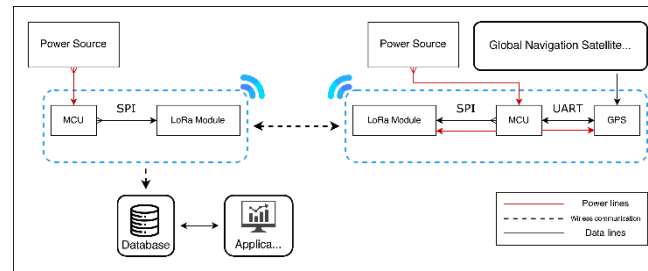 Power Source
Power Source
Global Navigation Satellite...
MCU
SPI
LoRa Module
LoRa Module
SPI
MCU
UART
GPS
Database
Applica...
Power lines
Wiress communication
Data lines